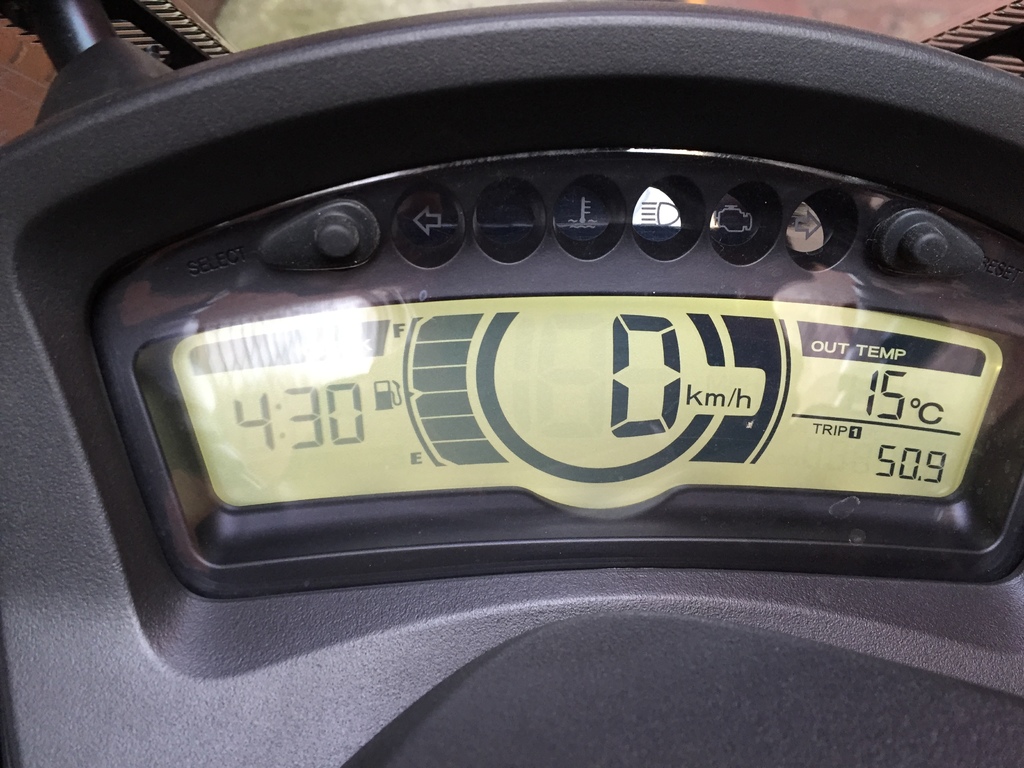 SELECT
RESET
F
4:30
E
0
km/h
OUT TEMP
15°C
TRIP 1
50.9